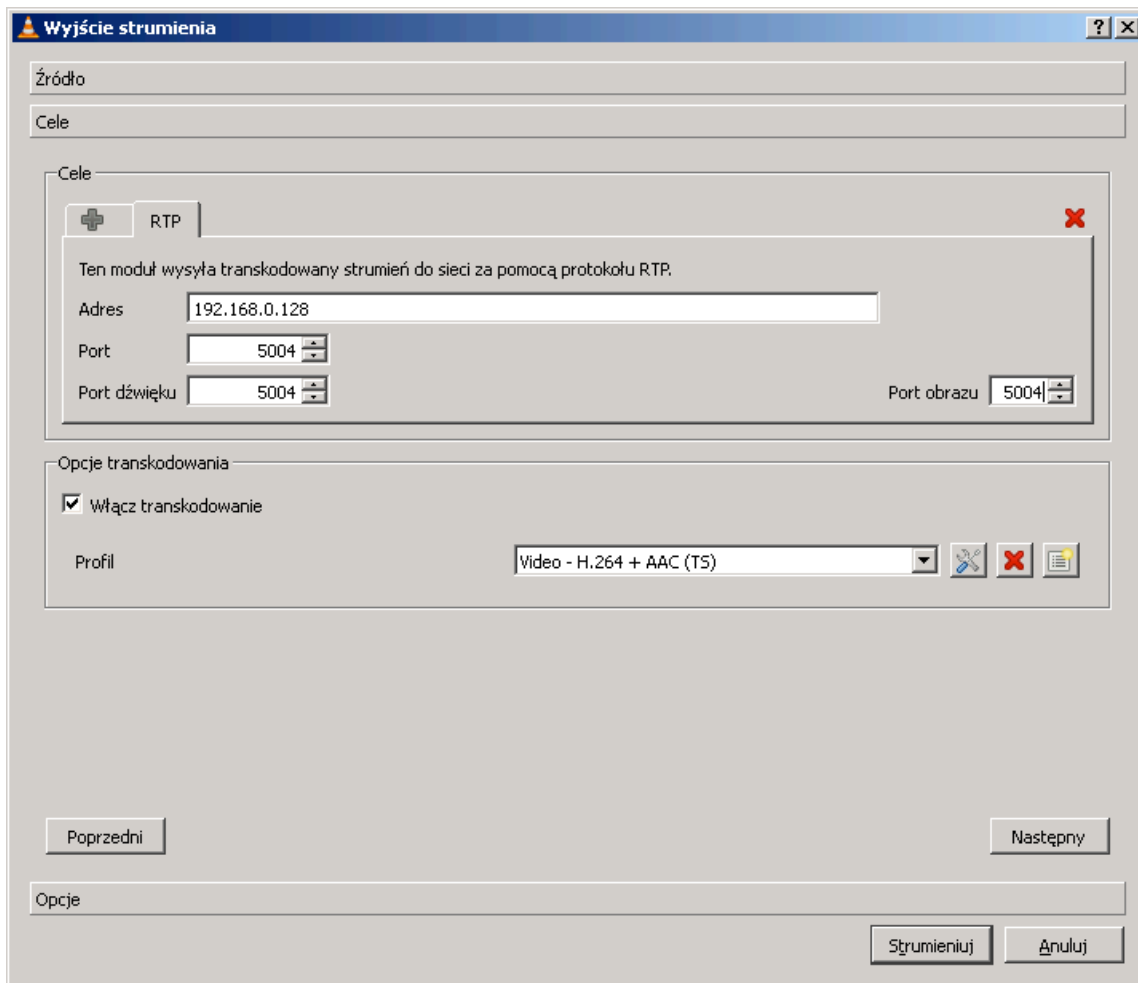 Wyjście strumienia
Źródło
Cele
Cele
RTP
Ten moduł wysyła transkodowany strumień do sieci za pomocą protokołu RTP.
Adres 192.168.0.128
Port 5004
Port dźwięku 5004 Port obrazu 5004
Opcje transkodowania
Włącz transkodowanie
Profil Video - H.264 + AAC (TS)
Poprzedni Następny
Opcje
Strumieniuj Anuluj